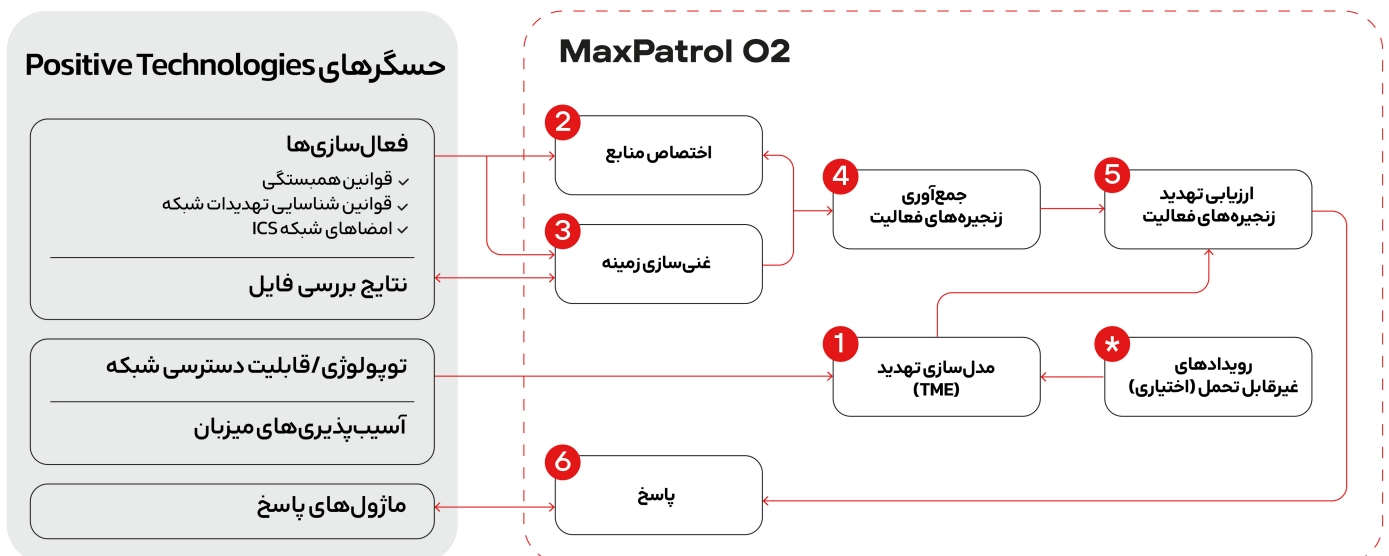 حسگرهای Positive Technologies
فعال‌سازی‌ها
✓ قوانین همبستگی
✓ قوانین شناسایی تهدیدات شبکه
✓ امضاهای شبکه ICS
نتایج بررسی فایل
توپولوژی/قابلیت دسترسی شبکه
آسیب‌پذیری‌های میزبان
ماژول‌های پاسخ
MaxPatrol O2
2
اختصاص منابع
3
غنی‌سازی زمینه
4
جمع‌آوری
زنجیره‌های فعالیت
5
ارزیابی تهدید
زنجیره‌های فعالیت
1
مدل‌سازی تهدید
(TME)
*
رویدادهای
غیرقابل تحمل (اختیاری)
6
پاسخ